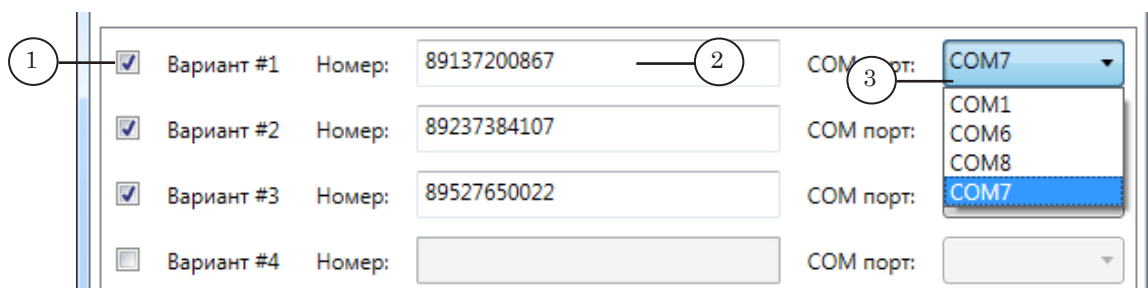 1 Вариант #1 Номер: 89137200867 2 COM порт: 3 COM7
COM1
Вариант #2 Номер: 89237384107 COM порт: COM6
COM8
Вариант #3 Номер: 89527650022 COM порт: COM7
Вариант #4 Номер: COM порт: